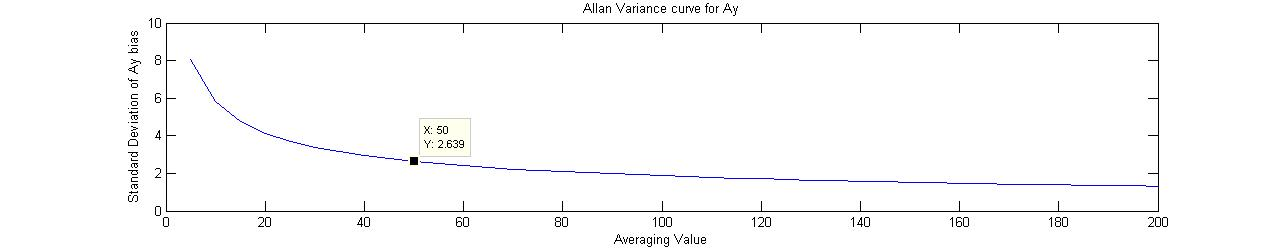 Allan Variance curve for Ay
Standard Deviation of Ay bias
10
8
6
4
2
0
X: 50
Y: 2.639
0 20 40 60 80 100 120 140 160 180 200
Averaging Value